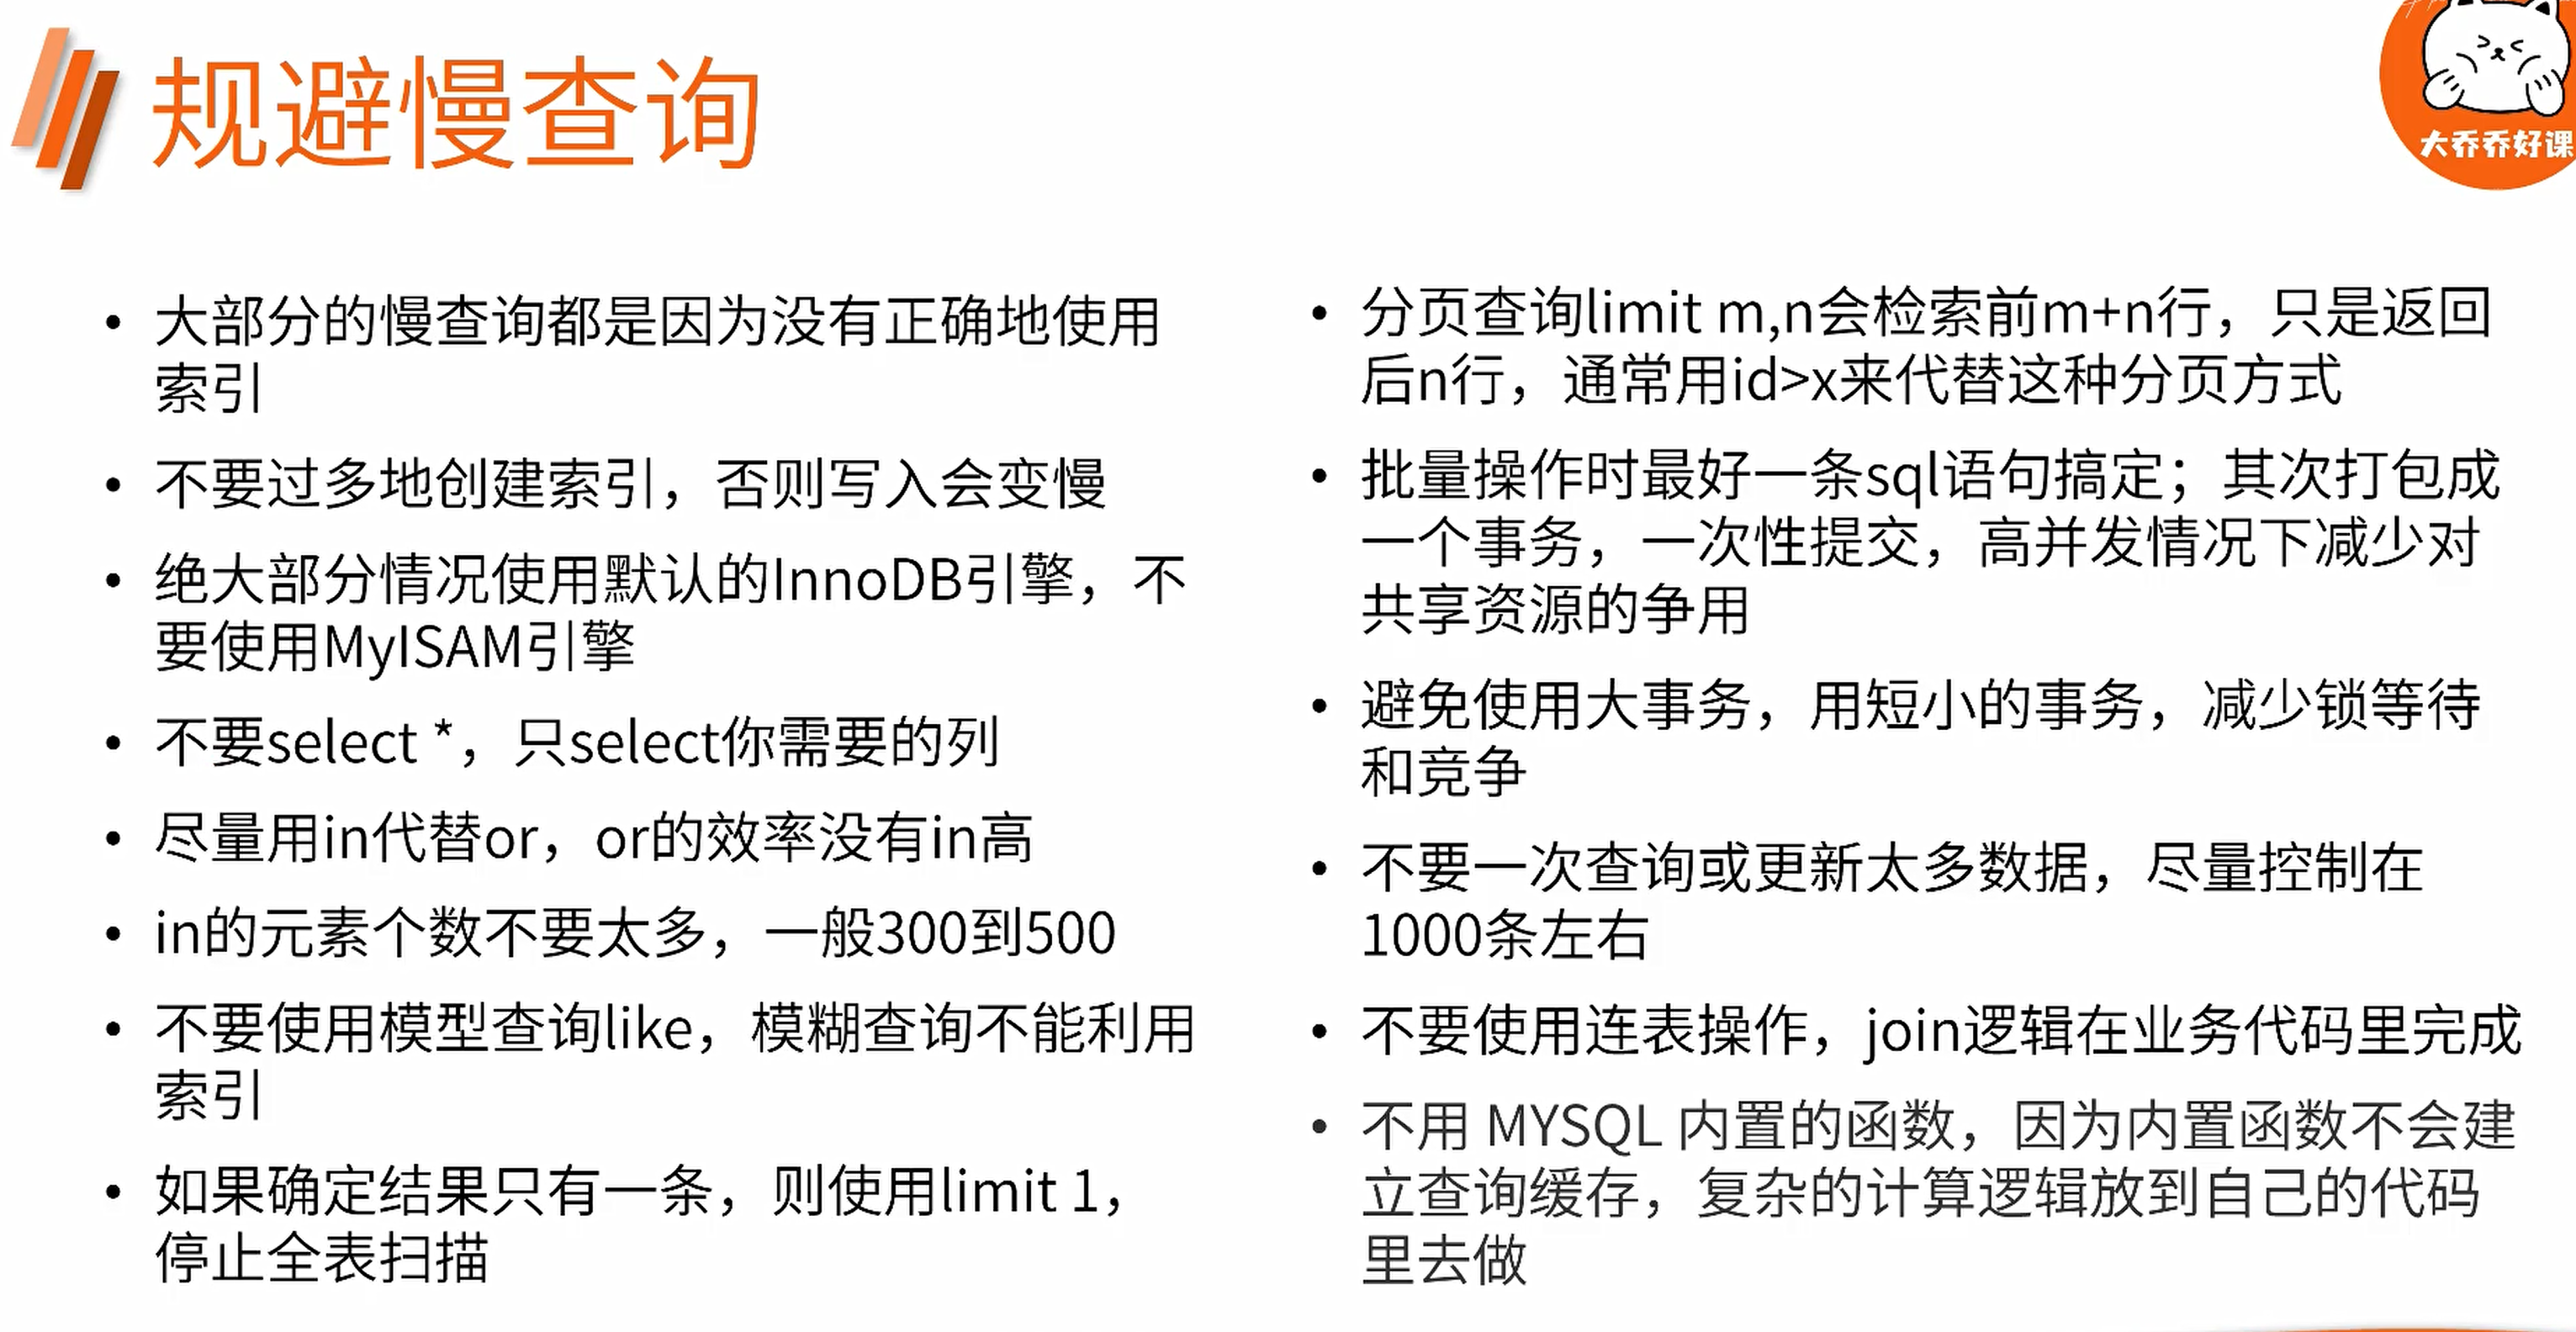 规避慢查询
大乔乔好课
• 大部分的慢查询都是因为没有正确地使用
索引
• 不要过多地创建索引，否则写入会变慢
• 绝大部分情况使用默认的InnoDB引擎，不
要使用MyISAM引擎
• 不要select *，只select你需要的列
• 尽量用in代替or，or的效率没有in高
• in的元素个数不要太多，一般300到500
• 不要使用模型查询like，模糊查询不能利用
索引
• 如果确定结果只有一条，则使用limit 1，
停止全表扫描
• 分页查询limit m,n会检索前m+n行，只是返回
后n行，通常用id>x来代替这种分页方式
• 批量操作时最好一条sql语句搞定；其次打包成
一个事务，一次性提交，高并发情况下减少对
共享资源的争用
• 避免使用大事务，用短小的事务，减少锁等待
和竞争
• 不要一次查询或更新太多数据，尽量控制在
1000条左右
• 不要使用连表操作，join逻辑在业务代码里完成
• 不用 MYSQL 内置的函数，因为内置函数不会建
立查询缓存，复杂的计算逻辑放到自己的代码
里去做